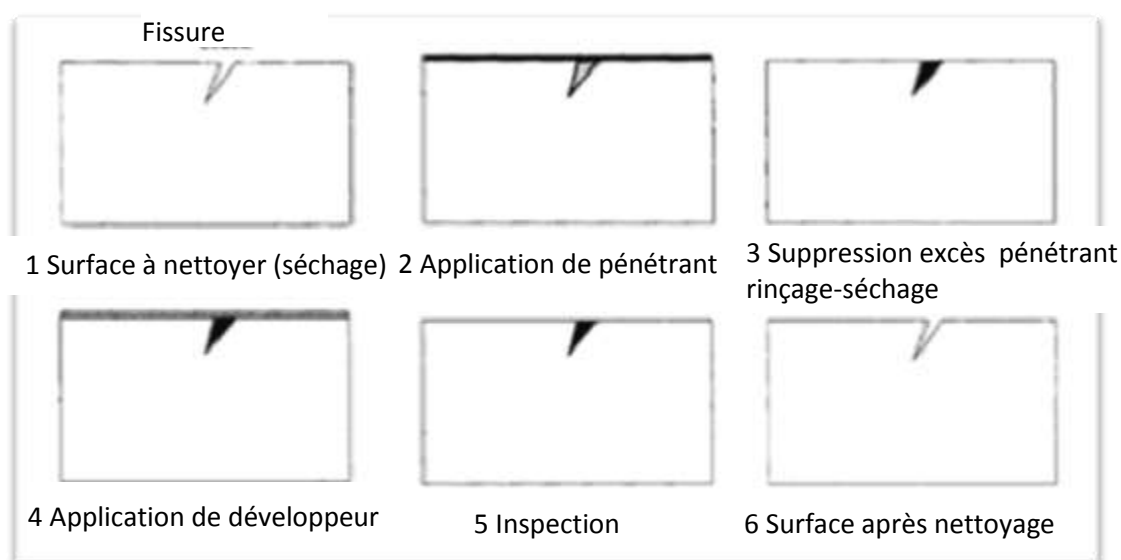 Fissure
1 Surface à nettoyer (séchage)
2 Application de pénétrant
3 Suppression excès pénétrant
rinçage-séchage
4 Application de développeur
5 Inspection
6 Surface après nettoyage